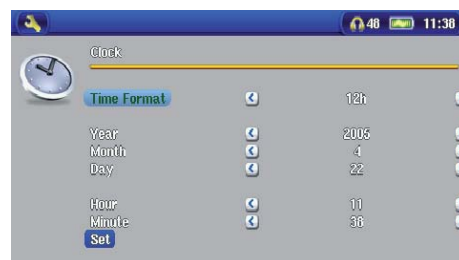 48 11:38
Clock
Time Format 12h
Year 2005
Month 4
Day 22
Hour 11
Minute 38
Set